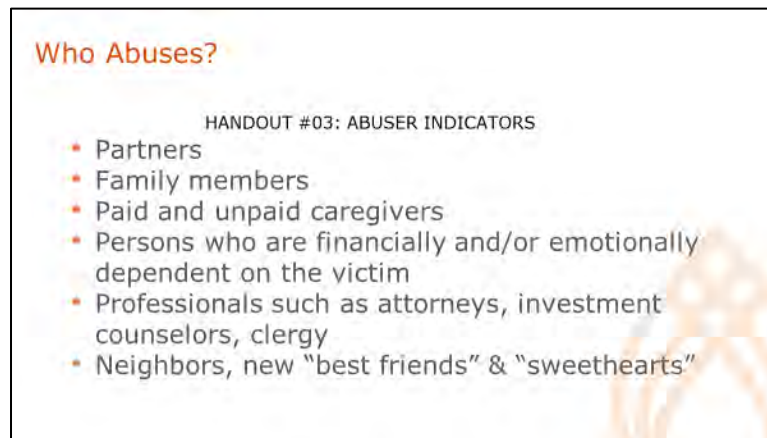 Who Abuses?
HANDOUT #03: ABUSER INDICATORS
• Partners
• Family members
• Paid and unpaid caregivers
• Persons who are financially and/or emotionally
dependent on the victim
• Professionals such as attorneys, investment
counselors, clergy
• Neighbors, new “best friends” & “sweethearts”